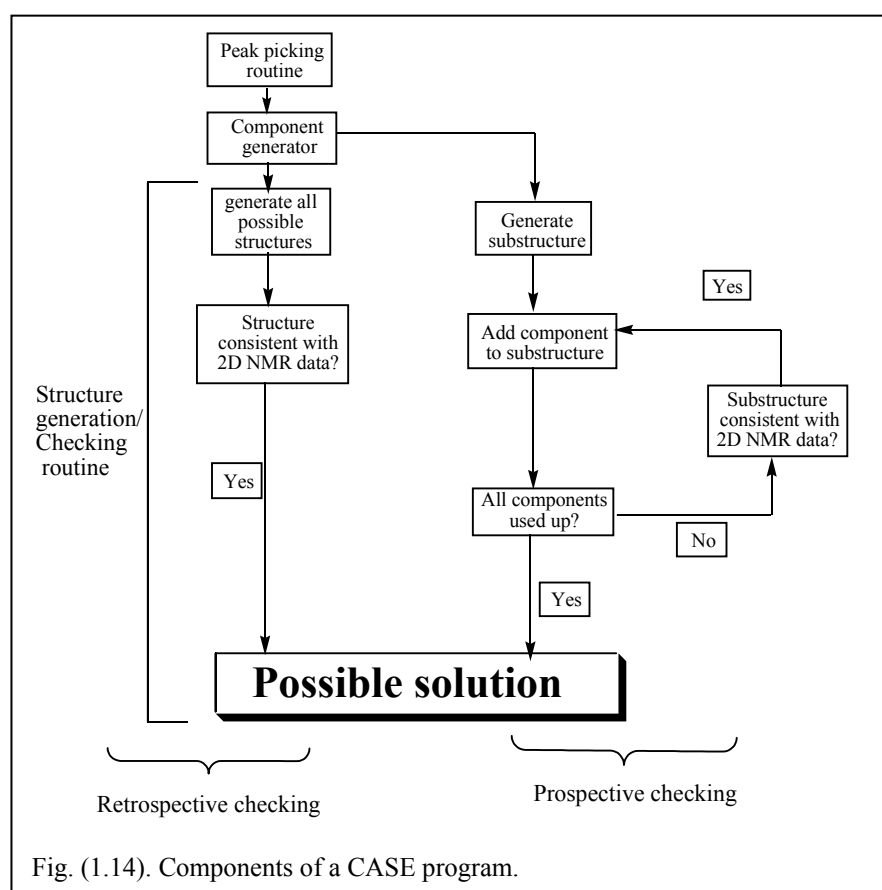 Peak picking
routine
Component
generator
generate all
possible
structures
Generate
substructure
Yes
Structure
consistent with
2D NMR data?
Add component
to substructure
Structure
generation/
Checking
routine
Substructure
consistent with
2D NMR data?
Yes
All components
used up?
No
Yes
Possible solution
Retrospective checking
Prospective checking
Fig. (1.14). Components of a CASE program.